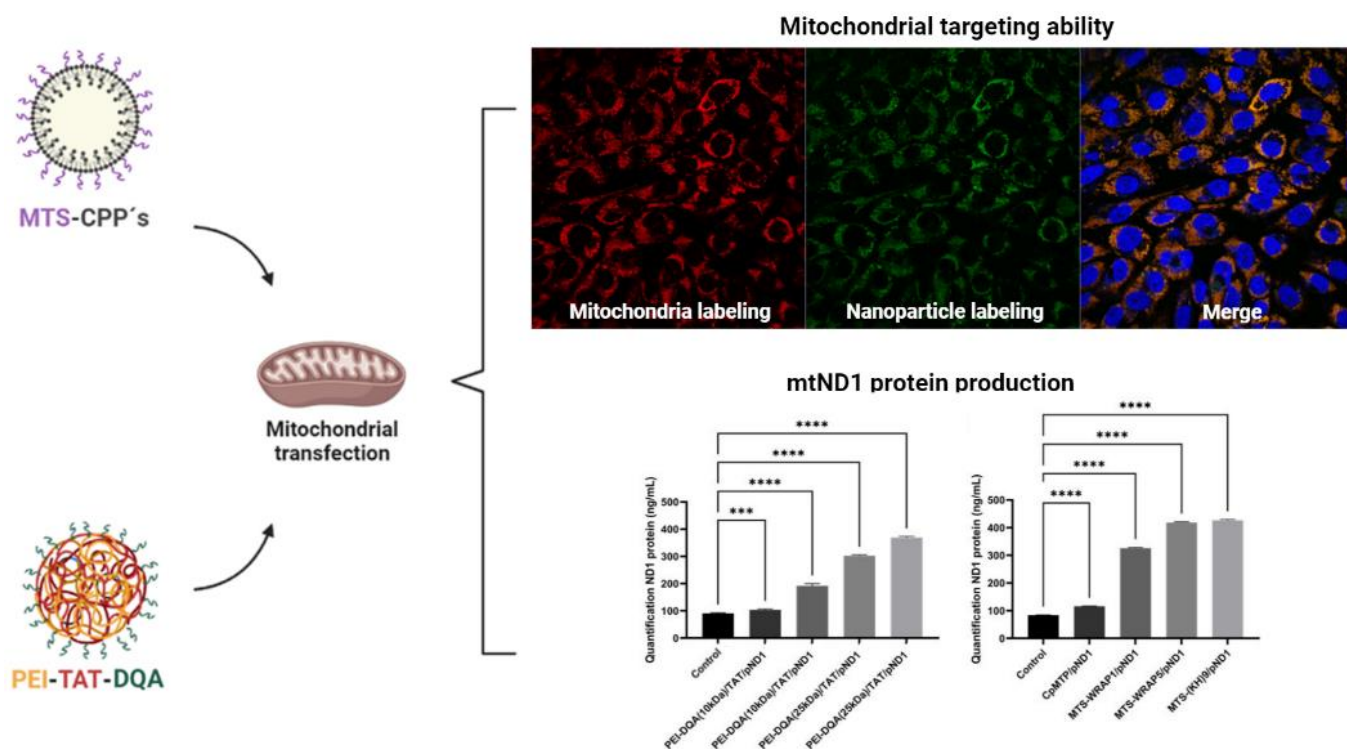 Mitochondrial targeting ability
MTS-CPP´s
Mitochondria labeling
Nanoparticle labeling
Merge
Mitochondrial
transfection
PEI-TAT-DQA
mtND1 protein production
Quantification ND1 protein (ng/mL)
500
400
300
200
100
0
***
****
****
****
Control
PEI-DQA(10kDa)/TAT/pND1
PEI-DQA(10kDa)/TAT/pND1
PEI-DQA(25kDa)/TAT/pND1
PEI-DQA(25kDa)/TAT/pND1
Quantification ND1 protein (ng/mL)
500
400
300
200
100
0
****
****
****
****
Control
CpMTP/pND1
MTS-WRAP1/pND1
MTS-WRAP5/pND1
MTS-(KH)9/pND1